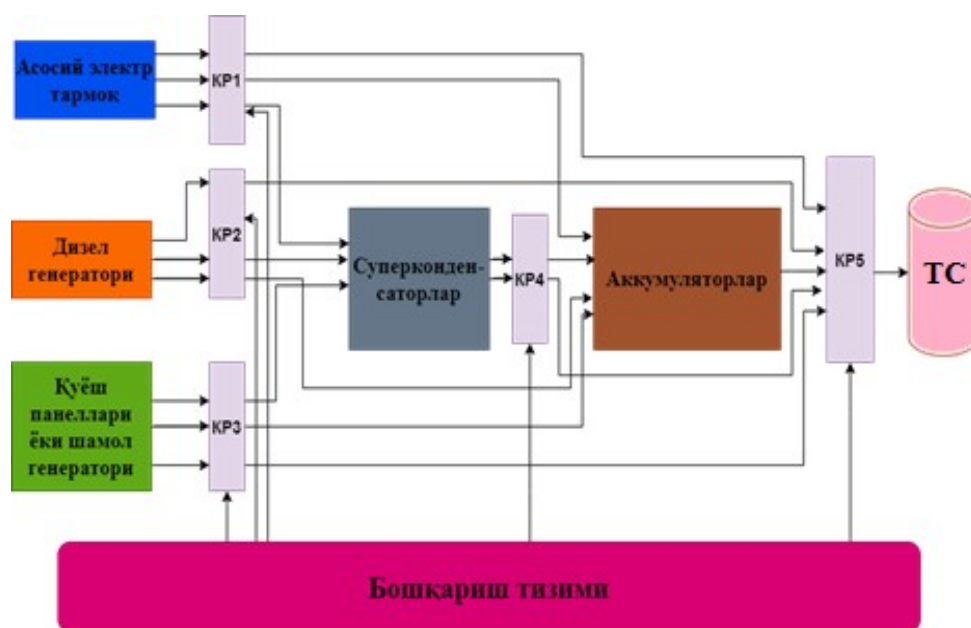 Асосий электр
тармоқ
КР1
Дизел
генератори
КР2
Суперконден-
саторлар
КР4
Аккумуляторлар
КР5
ТС
Қуёш
панеллари
ёки шамол
генератори
КР3
Бошқариш тизими